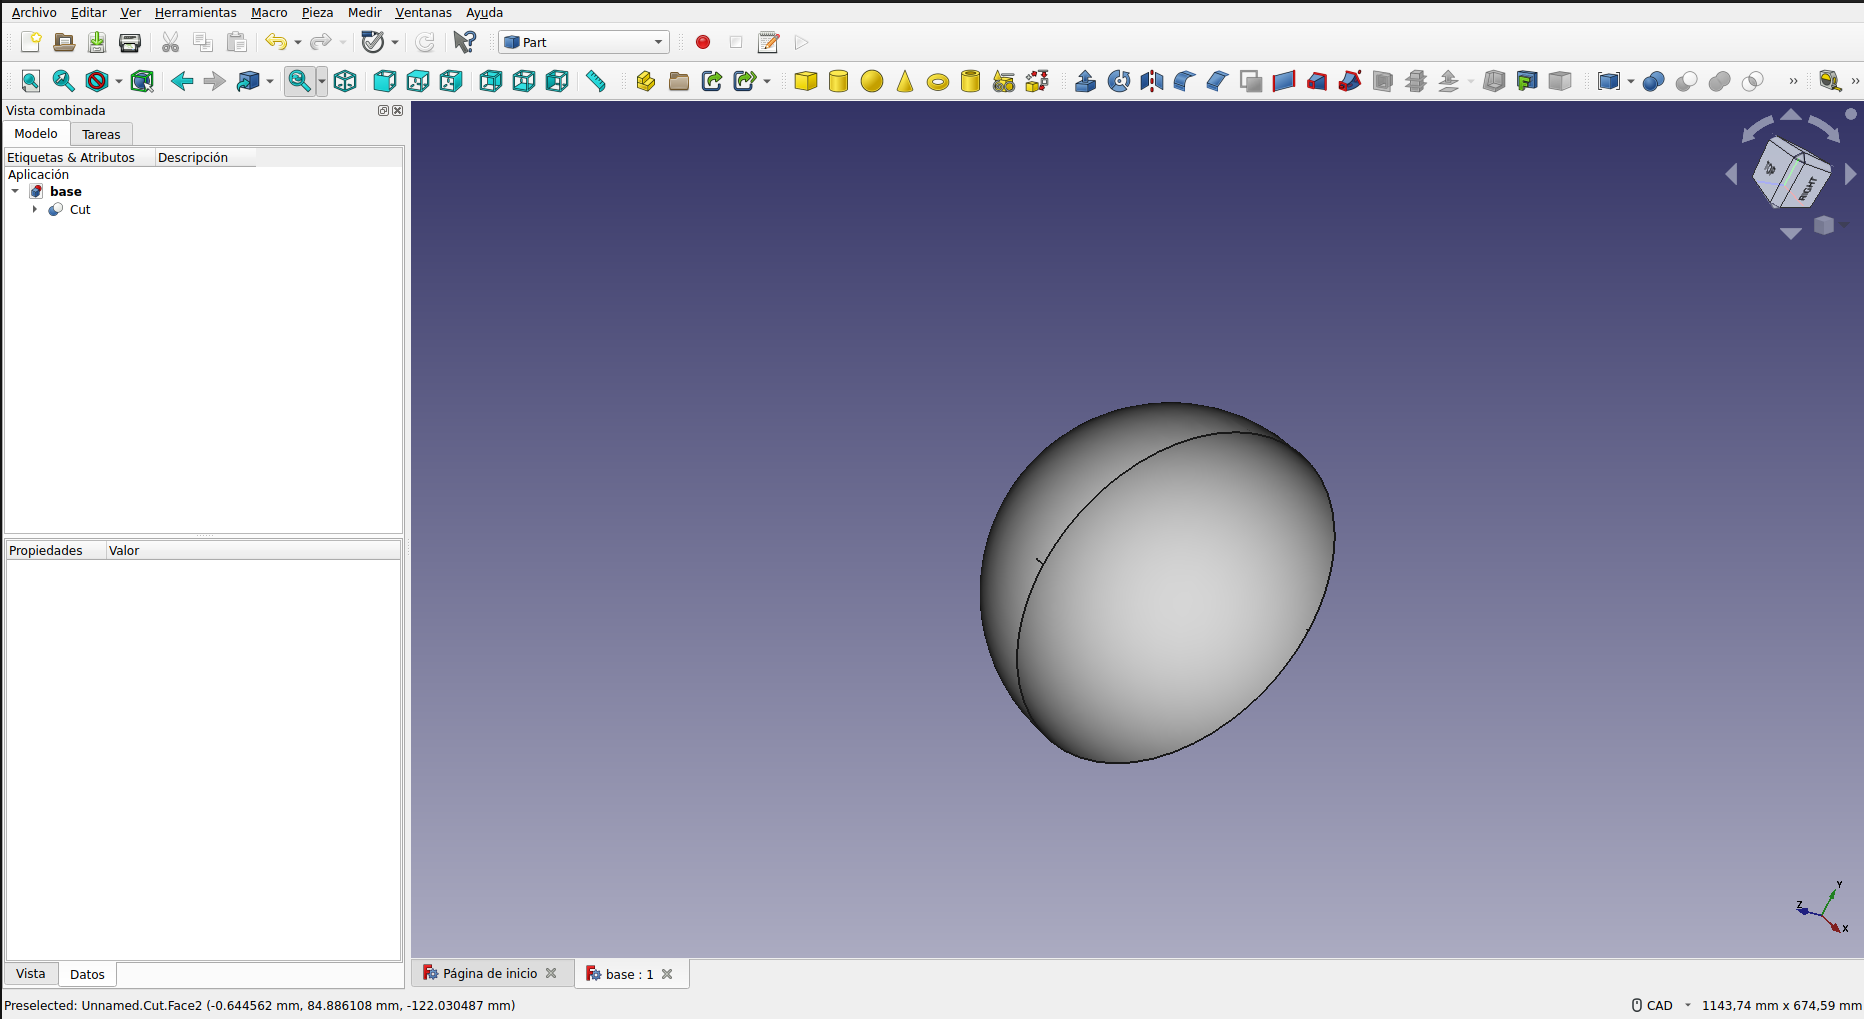 Archivo Editar Ver Herramientas Macro Pieza Medir Ventanas Ayuda
Part
Vista combinada
Modelo Tareas
Etiquetas & Atributos Descripción
Aplicación
base
Cut
TOP
RIGHT
Propiedades Valor
Y
Z
X
Vista Datos
Página de inicio base : 1
Preselected: Unnamed.Cut.Face2 (-0.644562 mm, 84.886108 mm, -122.030487 mm) CAD 1143,74 mm x 674,59 mm